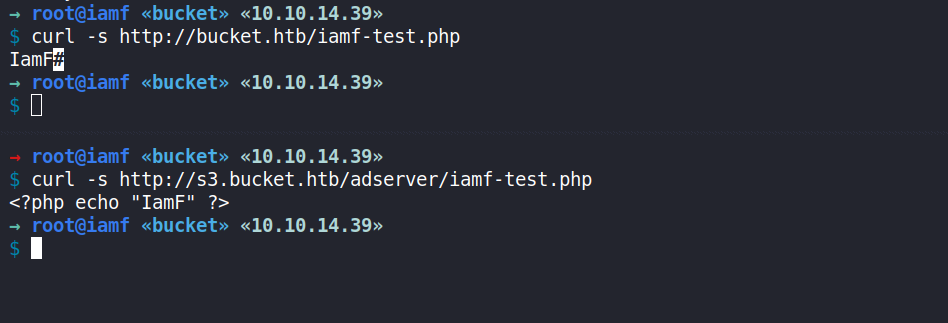 → root@iamf «bucket» «10.10.14.39»
$ curl -s http://bucket.htb/iamf-test.php
IamF#
→ root@iamf «bucket» «10.10.14.39»
$
→ root@iamf «bucket» «10.10.14.39»
$ curl -s http://s3.bucket.htb/adserver/iamf-test.php
<?php echo "IamF" ?>
→ root@iamf «bucket» «10.10.14.39»
$